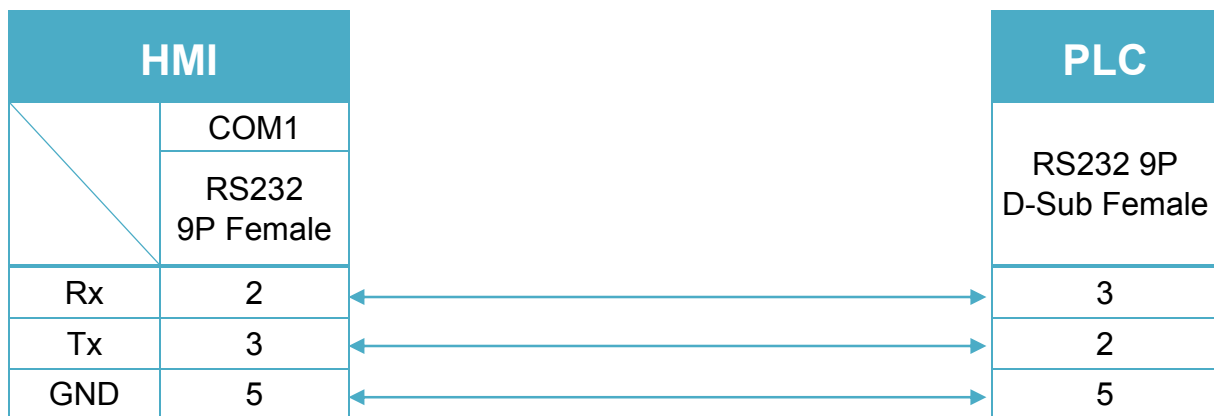 HMI
PLC
COM1
RS232
9P Female
RS232 9P
D-Sub Female
Rx 2 3
Tx 3 2
GND 5 5